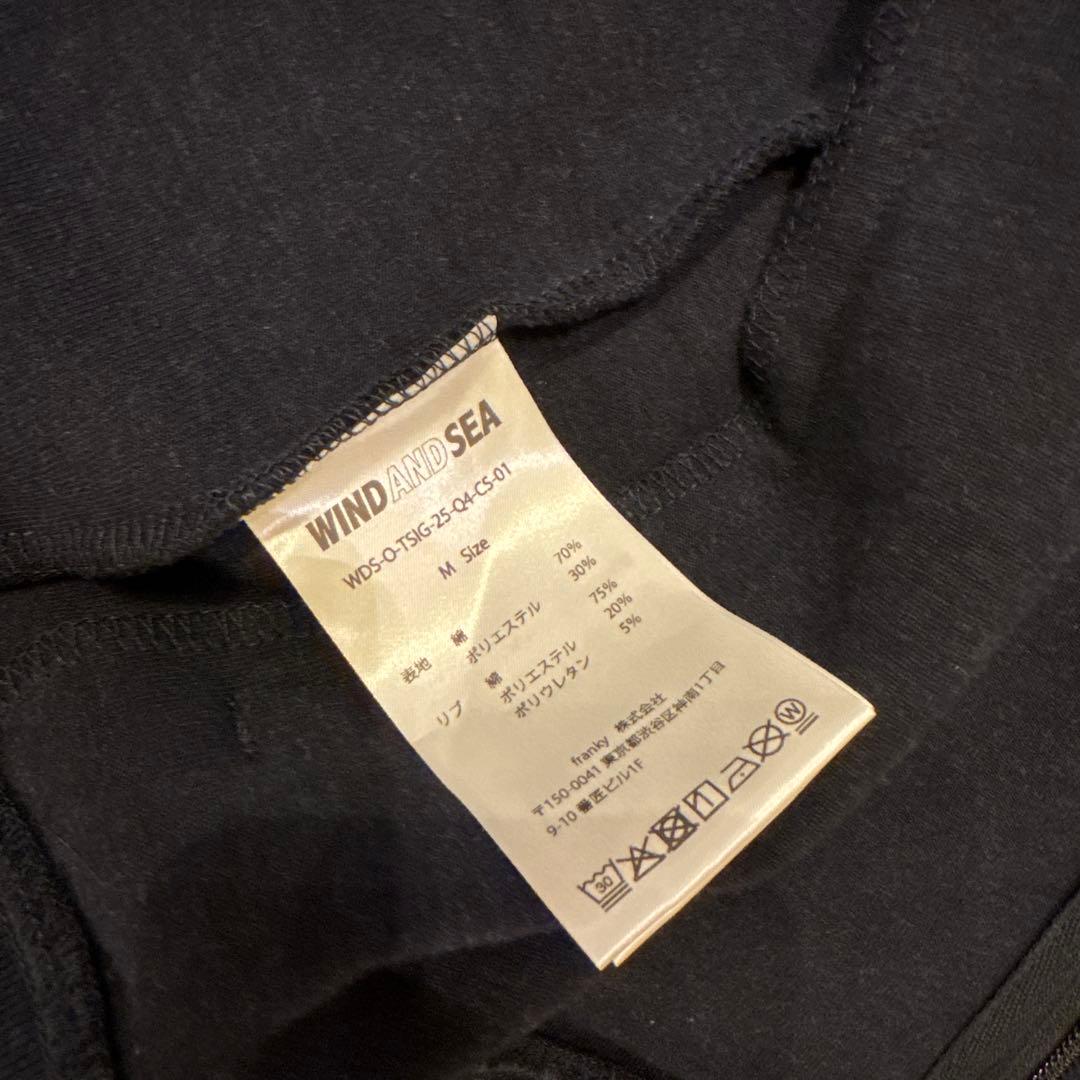 WIND AND SEA
WDS-O-TSIG-25-Q4-CS-01
M Size
表地 綿 70%
ポリエステル 30%
リブ 綿 75%
ポリエステル 20%
ポリウレタン 5%
franky 株式会社
〒150-0041 東京都渋谷区神南1丁目
9-10 番匠ビル1F
30 W